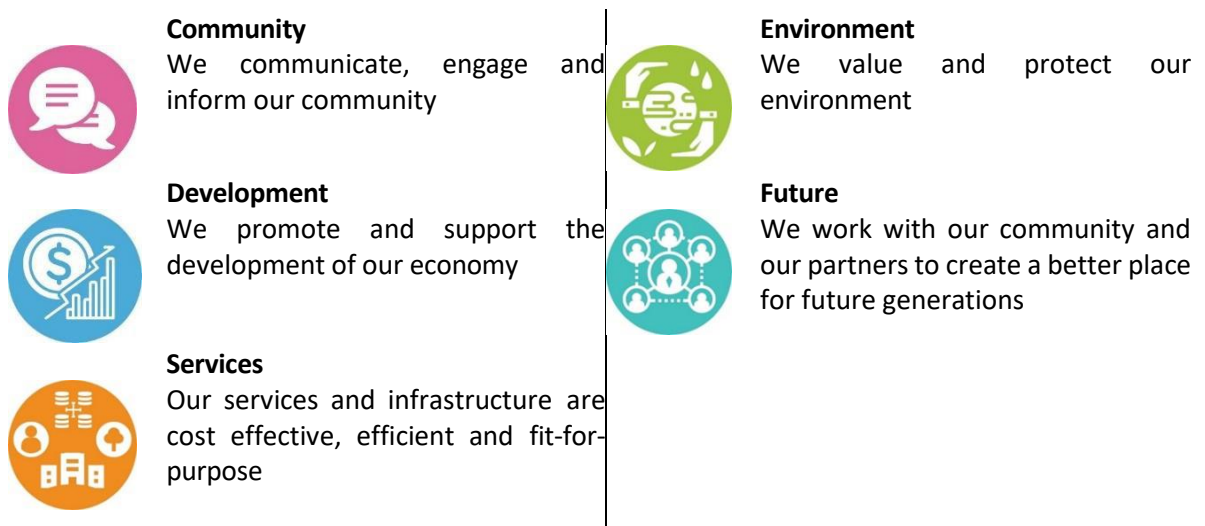 Community
We communicate, engage and
inform our community
Development
We promote and support the
development of our economy
Services
Our services and infrastructure are
cost effective, efficient and fit-for-
purpose
Environment
We value and protect our
environment
Future
We work with our community and
our partners to create a better place
for future generations